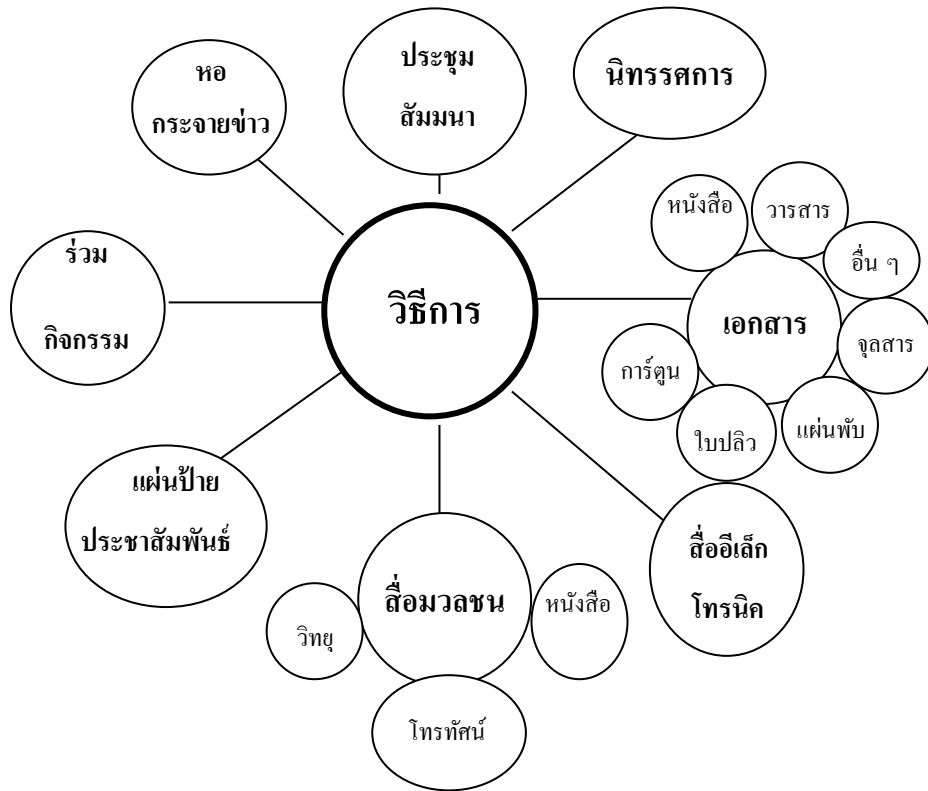 หอ
กระจายข่าว
ประชุม
สัมมนา
นิทรรศการ
หนังสือ
วารสาร
อื่น ๆ
เอกสาร
จุลสาร
การ์ตูน
ใบปลิว
แผ่นพับ
ร่วม
กิจกรรม
วิธีการ
แผ่นป้าย
ประชาสัมพันธ์
สื่อมวลชน
วิทยุ
หนังสือ
โทรทัศน์
สื่ออีเล็ก
โทรนิค